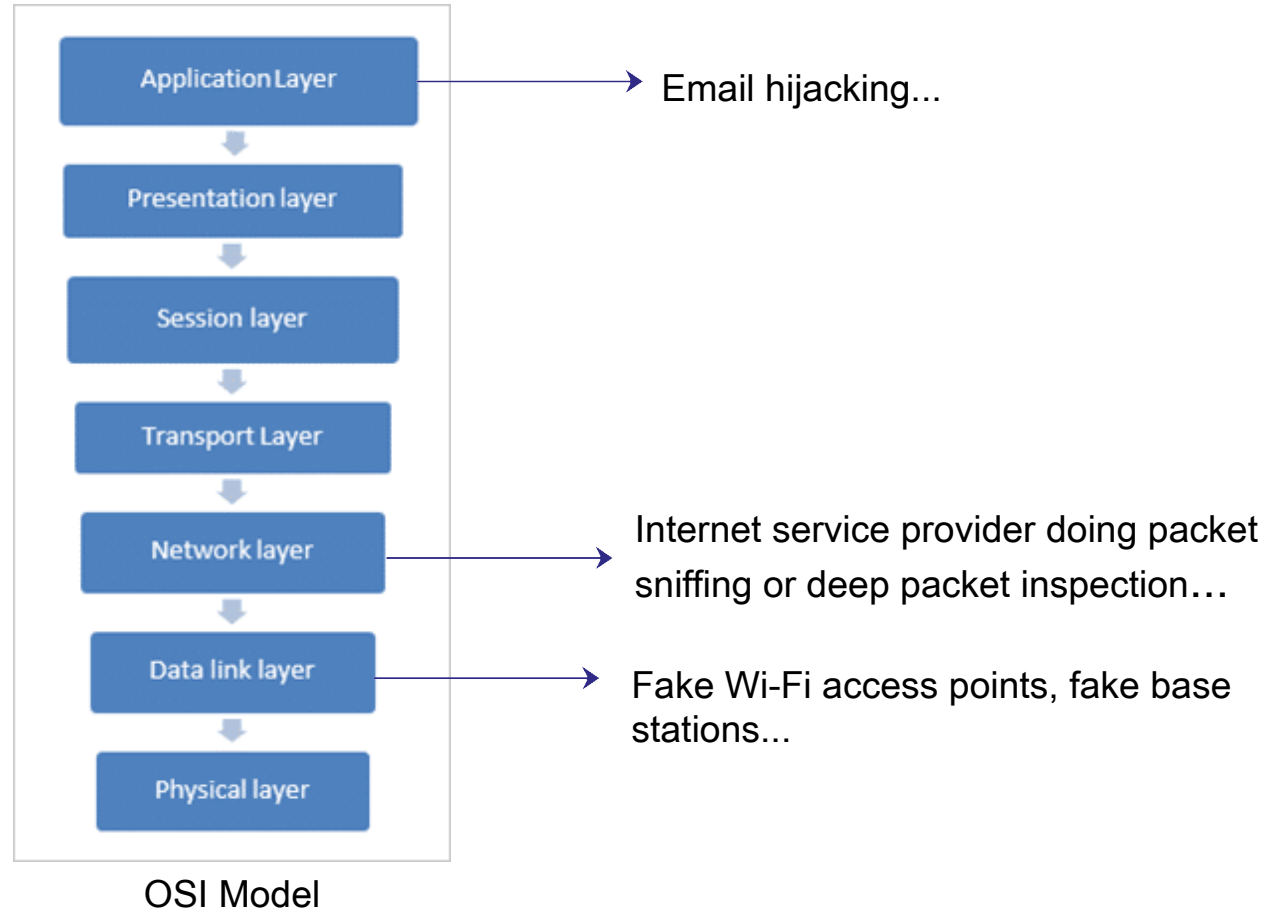 Application Layer
Email hijacking...
Presentation layer
Session layer
Transport Layer
Network layer
Internet service provider doing packet
sniffing or deep packet inspection...
Data link layer
Fake Wi-Fi access points, fake base
stations...
Physical layer
OSI Model